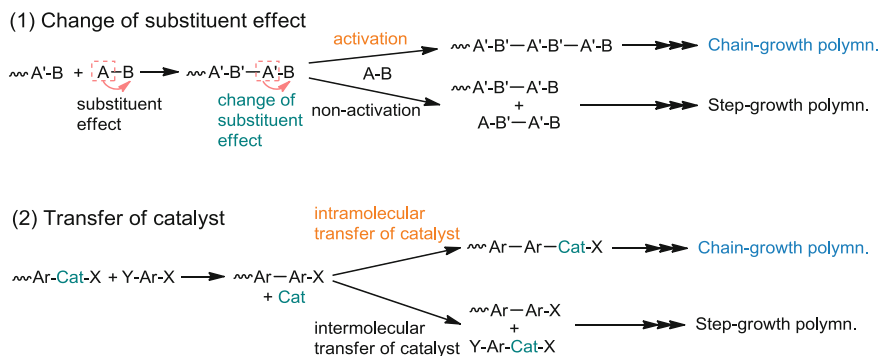 (1) Change of substituent effect
activation
A'-B'—A'-B'—A'-B
Chain-growth polymn.
A'-B + A-B
A'-B'—A'-B
A-B
substituent
effect
change of
substituent
effect
non-activation
A'-B'—A'-B
+
A-B'—A'-B
Step-growth polymn.
(2) Transfer of catalyst
intramolecular
transfer of catalyst
Ar—Ar—Cat-X
Chain-growth polymn.
Ar-Cat-X + Y-Ar-X
Ar—Ar-X
+ Cat
intermolecular
transfer of catalyst
Ar—Ar-X
+
Y-Ar-Cat-X
Step-growth polymn.